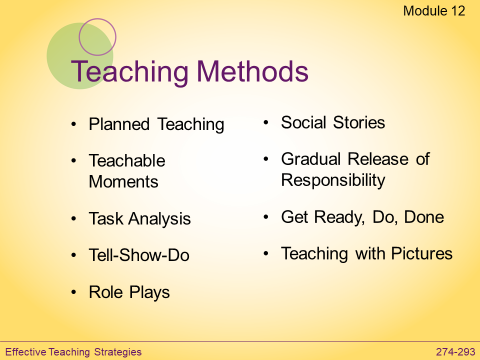 Module 12
Teaching Methods
• Planned Teaching
• Teachable
Moments
• Task Analysis
• Tell-Show-Do
• Role Plays
• Social Stories
• Gradual Release of
Responsibility
• Get Ready, Do, Done
• Teaching with Pictures
Effective Teaching Strategies
274-293